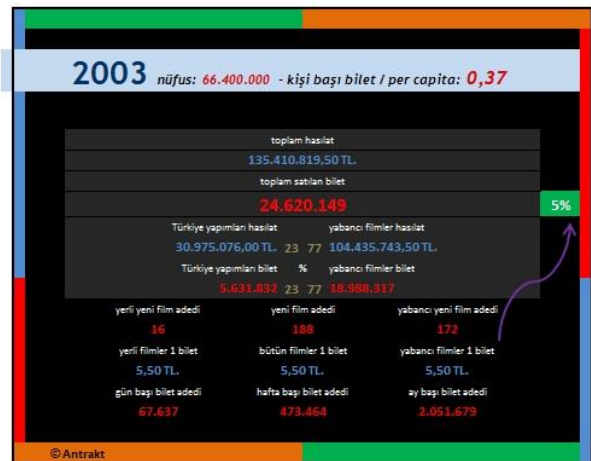 2003 nüfus: 66.400.000 - kişi başı bilet / per capita: 0,37
toplam hasılat
135.410.819,50 TL.
toplam satılan bilet
24.620.149
5%
Türkiye yapımları hasılat yabancı filmler hasılat
30.975.076,00 TL. 23 77 104.435.743,50 TL.
Türkiye yapımları bilet % yabancı filmler bilet
5.631.832 23 77 18.988.317
yerli yeni film adedi yeni film adedi yabancı yeni film adedi
16 188 172
yerli filmler 1 bilet bütün filmler 1 bilet yabancı filmler 1 bilet
5,50 TL. 5,50 TL. 5,50 TL.
gün başı bilet adedi hafta başı bilet adedi ay başı bilet adedi
67.637 473.464 2.051.679
©Antrakt